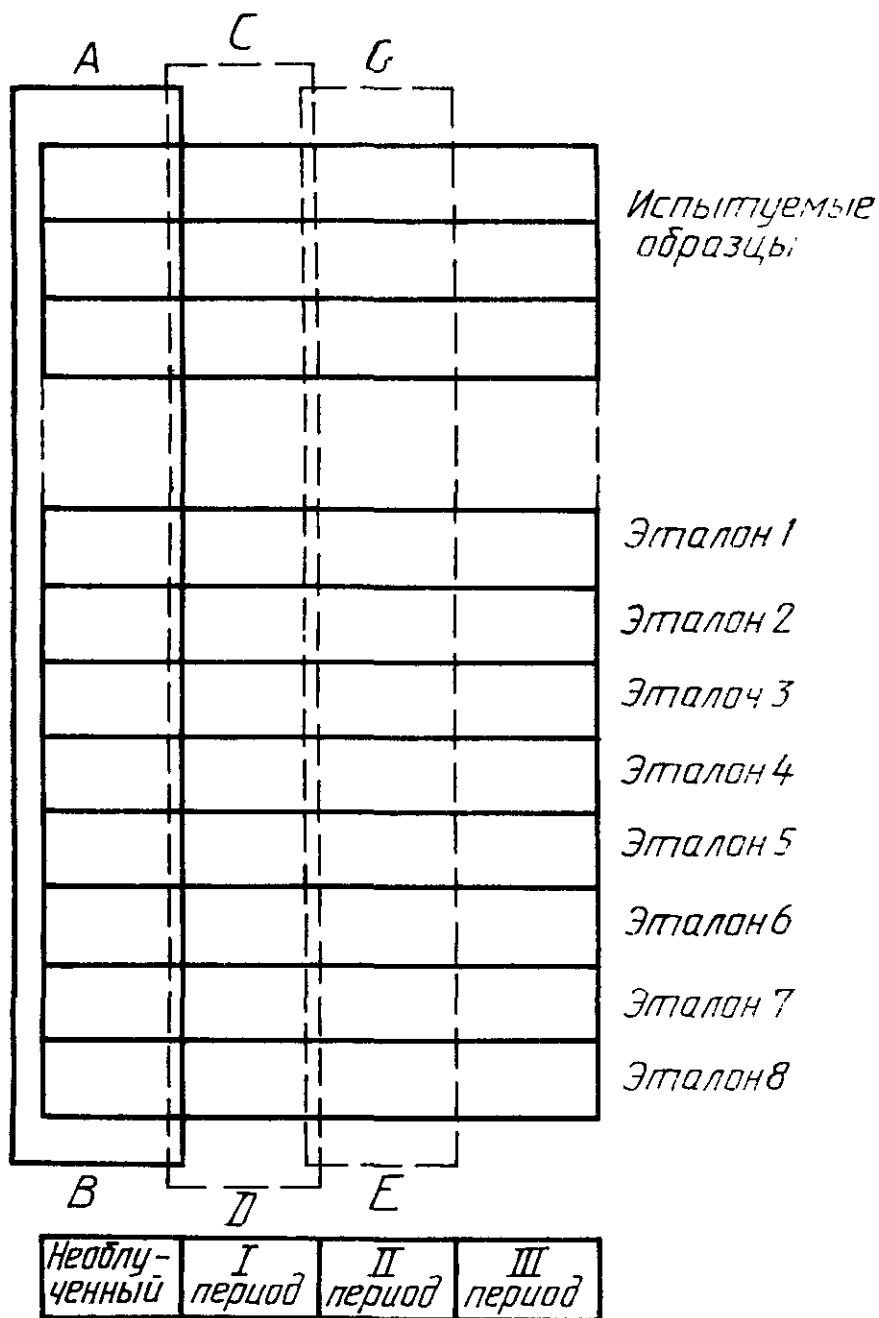 A
C
G
Испытуемые
образцы
Эталон 1
Эталон 2
Эталон 3
Эталон 4
Эталон 5
Эталон 6
Эталон 7
Эталон 8
B
D
E
Необлу-
ченный
I
период
II
период
III
период